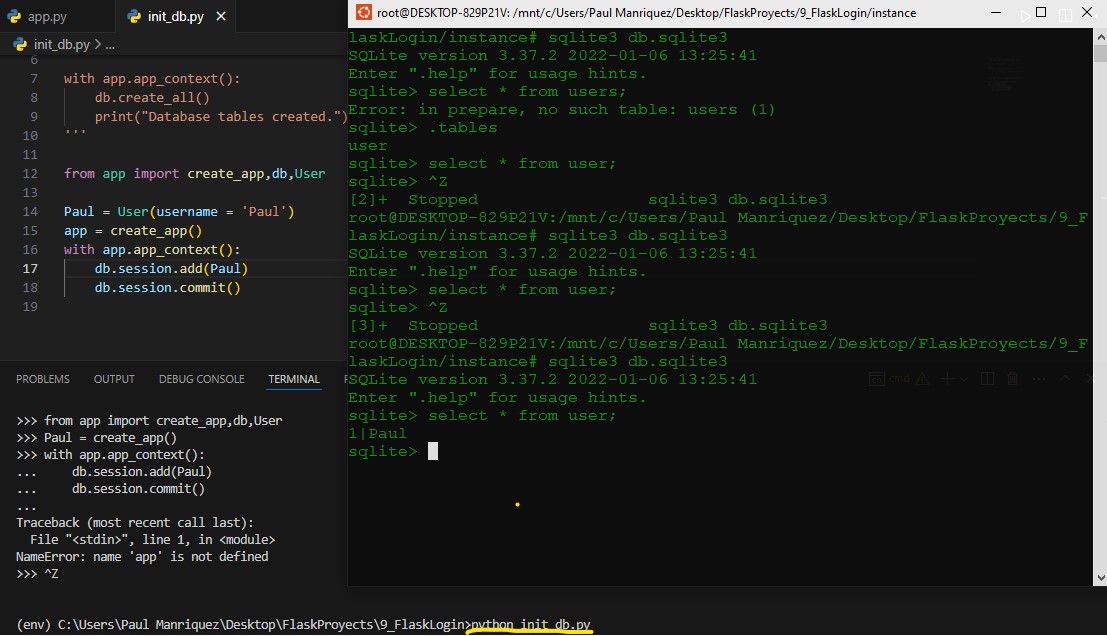 app.py
init_db.py
init_db.py > ...
6
7 with app.app_context():
8     db.create_all()
9     print("Database tables created.")
10 '''
11
12 from app import create_app,db,User
13
14 Paul = User(username = 'Paul')
15 app = create_app()
16 with app.app_context():
17     db.session.add(Paul)
18     db.session.commit()
19
PROBLEMS OUTPUT DEBUG CONSOLE TERMINAL
>>> from app import create_app,db,User
>>> Paul = create_app()
>>> with app.app_context():
...     db.session.add(Paul)
...     db.session.commit()
...
Traceback (most recent call last):
  File "<stdin>", line 1, in <module>
NameError: name 'app' is not defined
>>> ^Z
(env) C:\Users\Paul Manriquez\Desktop\FlaskProyects\9_FlaskLogin>python init_db.py
root@DESKTOP-829P21V: /mnt/c/Users/Paul Manriquez/Desktop/FlaskProyects/9_FlaskLogin/instance
laskLogin/instance# sqlite3 db.sqlite3
SQLite version 3.37.2 2022-01-06 13:25:41
Enter ".help" for usage hints.
sqlite> select * from users;
Error: in prepare, no such table: users (1)
sqlite> .tables
user
sqlite> select * from user;
sqlite> ^Z
[2]+  Stopped                 sqlite3 db.sqlite3
root@DESKTOP-829P21V:/mnt/c/Users/Paul Manriquez/Desktop/FlaskProyects/9_F
laskLogin/instance# sqlite3 db.sqlite3
SQLite version 3.37.2 2022-01-06 13:25:41
Enter ".help" for usage hints.
sqlite> select * from user;
sqlite> ^Z
[3]+  Stopped                 sqlite3 db.sqlite3
root@DESKTOP-829P21V:/mnt/c/Users/Paul Manriquez/Desktop/FlaskProyects/9_F
laskLogin/instance# sqlite3 db.sqlite3
SQLite version 3.37.2 2022-01-06 13:25:41
Enter ".help" for usage hints.
sqlite> select * from user;
1|Paul
sqlite>